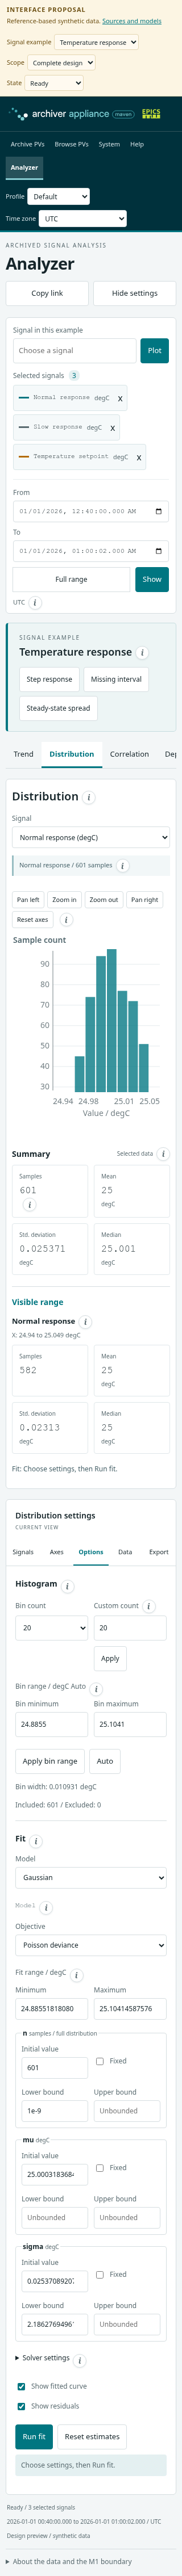 INTERFACE PROPOSAL
Reference-based synthetic data. Sources and models
Signal example Temperature response
Scope Complete design
State Ready
archiver appliance maxiem EPICS
Archive PVs Browse PVs System Help
Analyzer
Profile Default
Time zone UTC
ARCHIVED SIGNAL ANALYSIS
Analyzer
Copy link Hide settings
Signal in this example
Choose a signal Plot
Selected signals 3
Normal response degC x
Slow response degC x
Temperature setpoint degC x
From
01/01/2026, 12:40:00.000 AM
To
01/01/2026, 01:00:02.000 AM
Full range Show
UTC i
SIGNAL EXAMPLE
Temperature response i
Step response Missing interval
Steady-state spread
Trend Distribution Correlation Dep
Distribution i
Signal
Normal response (degC)
Normal response / 601 samples i
Pan left Zoom in Zoom out Pan right
Reset axes i
Sample count
90
80
70
60
50
40
30
24.94 24.98 25.01 25.05
Value / degC
Summary Selected data i
Samples Mean
601 25
i degC
Std. deviation Median
0.025371 25.001
degC degC
Visible range
Normal response i
X: 24.94 to 25.049 degC
Samples Mean
582 25
degC
Std. deviation Median
0.02313 25
degC degC
Fit: Choose settings, then Run fit.
Distribution settings
CURRENT VIEW
Signals Axes Options Data Export
Histogram i
Bin count Custom count i
20 20
Apply
Bin range / degC Auto i
Bin minimum Bin maximum
24.8855 25.1041
Apply bin range Auto
Bin width: 0.010931 degC
Included: 601 / Excluded: 0
Fit i
Model
Gaussian
Model i
Objective
Poisson deviance
Fit range / degC i
Minimum Maximum
24.88551818080 25.10414587576
n samples / full distribution
Initial value
601 Fixed
Lower bound Upper bound
1e-9 Unbounded
mu degC
Initial value
25.000318368 Fixed
Lower bound Upper bound
Unbounded Unbounded
sigma degC
Initial value
0.0253708920 Fixed
Lower bound Upper bound
2.1862769496 Unbounded
Solver settings i
Show fitted curve
Show residuals
Run fit Reset estimates
Choose settings, then Run fit.
Ready / 3 selected signals
2026-01-01 00:40:00.000 to 2026-01-01 01:00:02.000 / UTC
Design preview / synthetic data
About the data and the M1 boundary